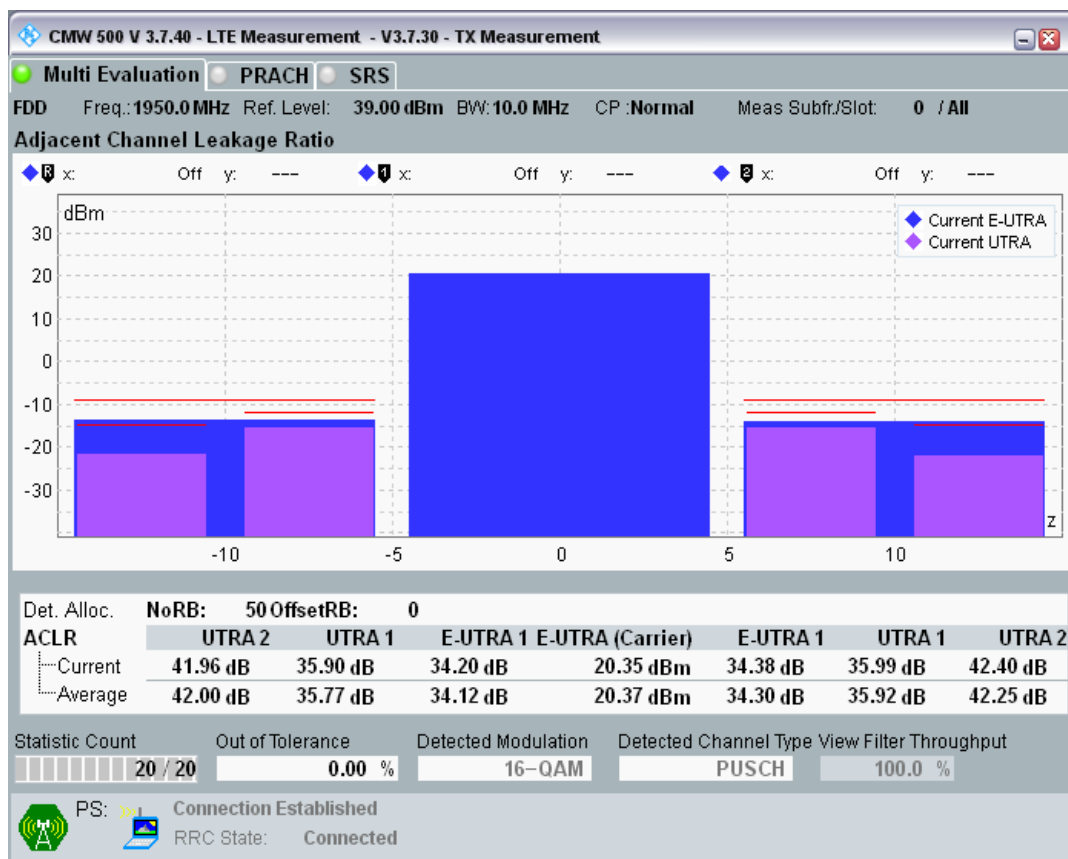 CMW 500 V 3.7.40 - LTE Measurement - V3.7.30 - TX Measurement
Multi Evaluation PRACH SRS
FDD Freq.: 1950.0 MHz Ref. Level: 39.00 dBm BW: 10.0 MHz CP :Normal Meas Subfr./Slot: 0 / All
Adjacent Channel Leakage Ratio
R x: Off y: --- 1 x: Off y: --- 2 x: Off y: ---
dBm
Current E-UTRA
Current UTRA
30
20
10
0
-10
-20
-30
z
-10 -5 0 5 10
Det. Alloc. NoRB: 50 OffsetRB: 0
ACLR UTRA 2 UTRA 1 E-UTRA 1 E-UTRA (Carrier) E-UTRA 1 UTRA 1 UTRA 2
Current 41.96 dB 35.90 dB 34.20 dB 20.35 dBm 34.38 dB 35.99 dB 42.40 dB
Average 42.00 dB 35.77 dB 34.12 dB 20.37 dBm 34.30 dB 35.92 dB 42.25 dB
Statistic Count Out of Tolerance Detected Modulation Detected Channel Type View Filter Throughput
20 / 20 0.00 % 16-QAM PUSCH 100.0 %
PS: Connection Established
RRC State: Connected